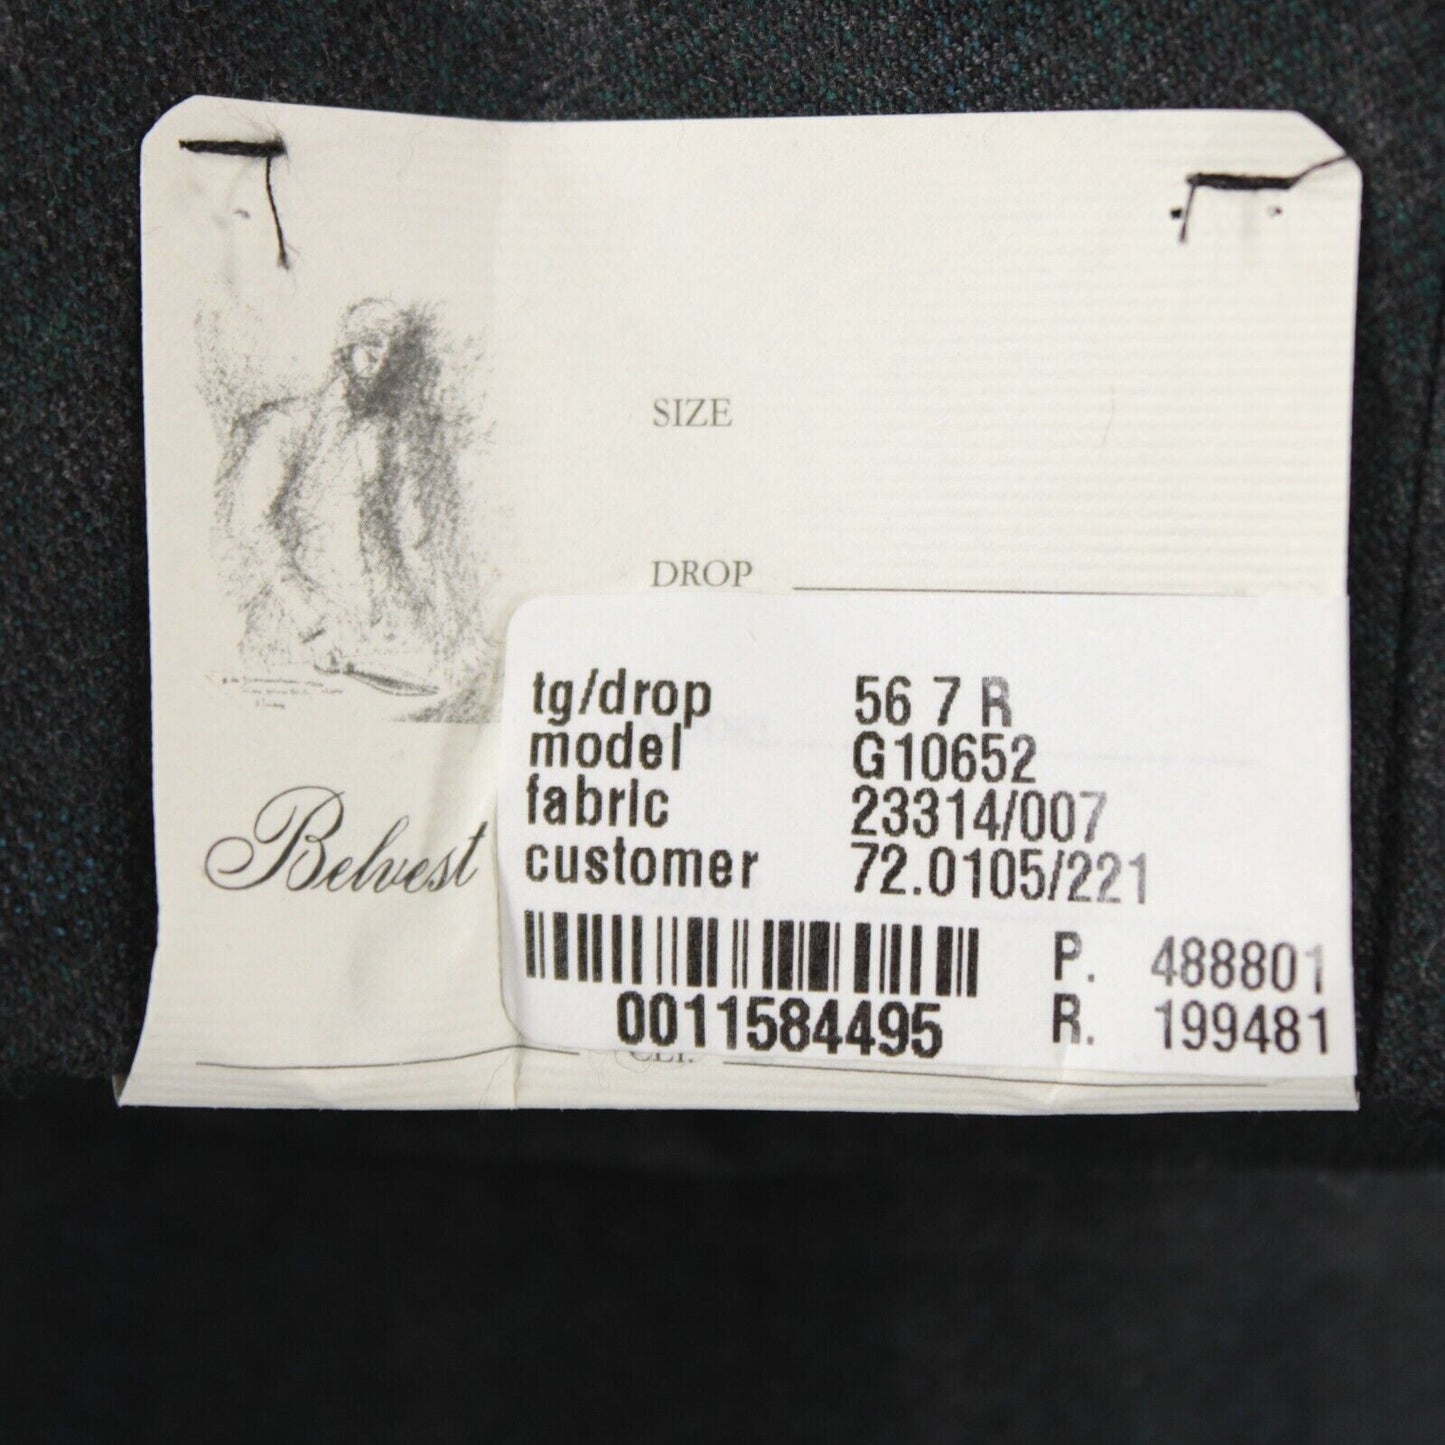 SIZE
DROP
tg/drop 56 7 R
model G10652
fabric 23314/007
customer 72.0105/221
Belvest
P. 488801
0011584495 R. 199481
CLI.